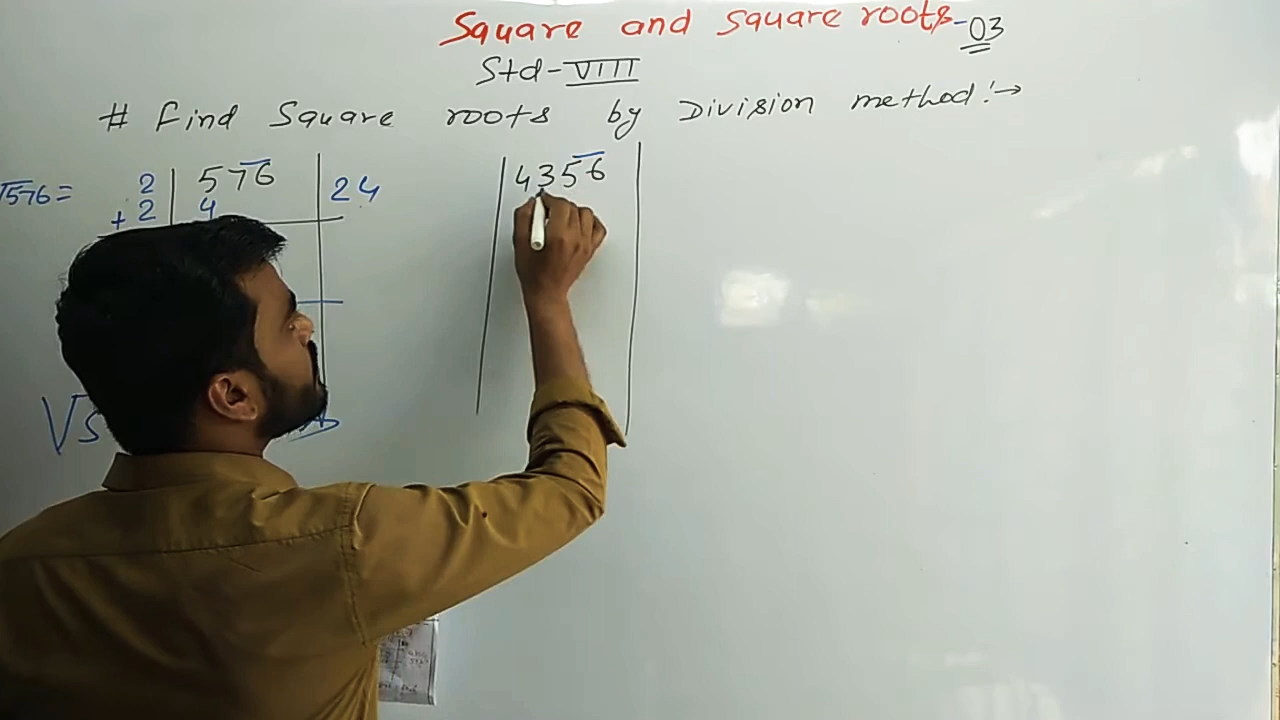 Square and square roots-03
Std-VIII
# Find Square roots by Division method:→
√576 = 2 576 24
+2 4
4356